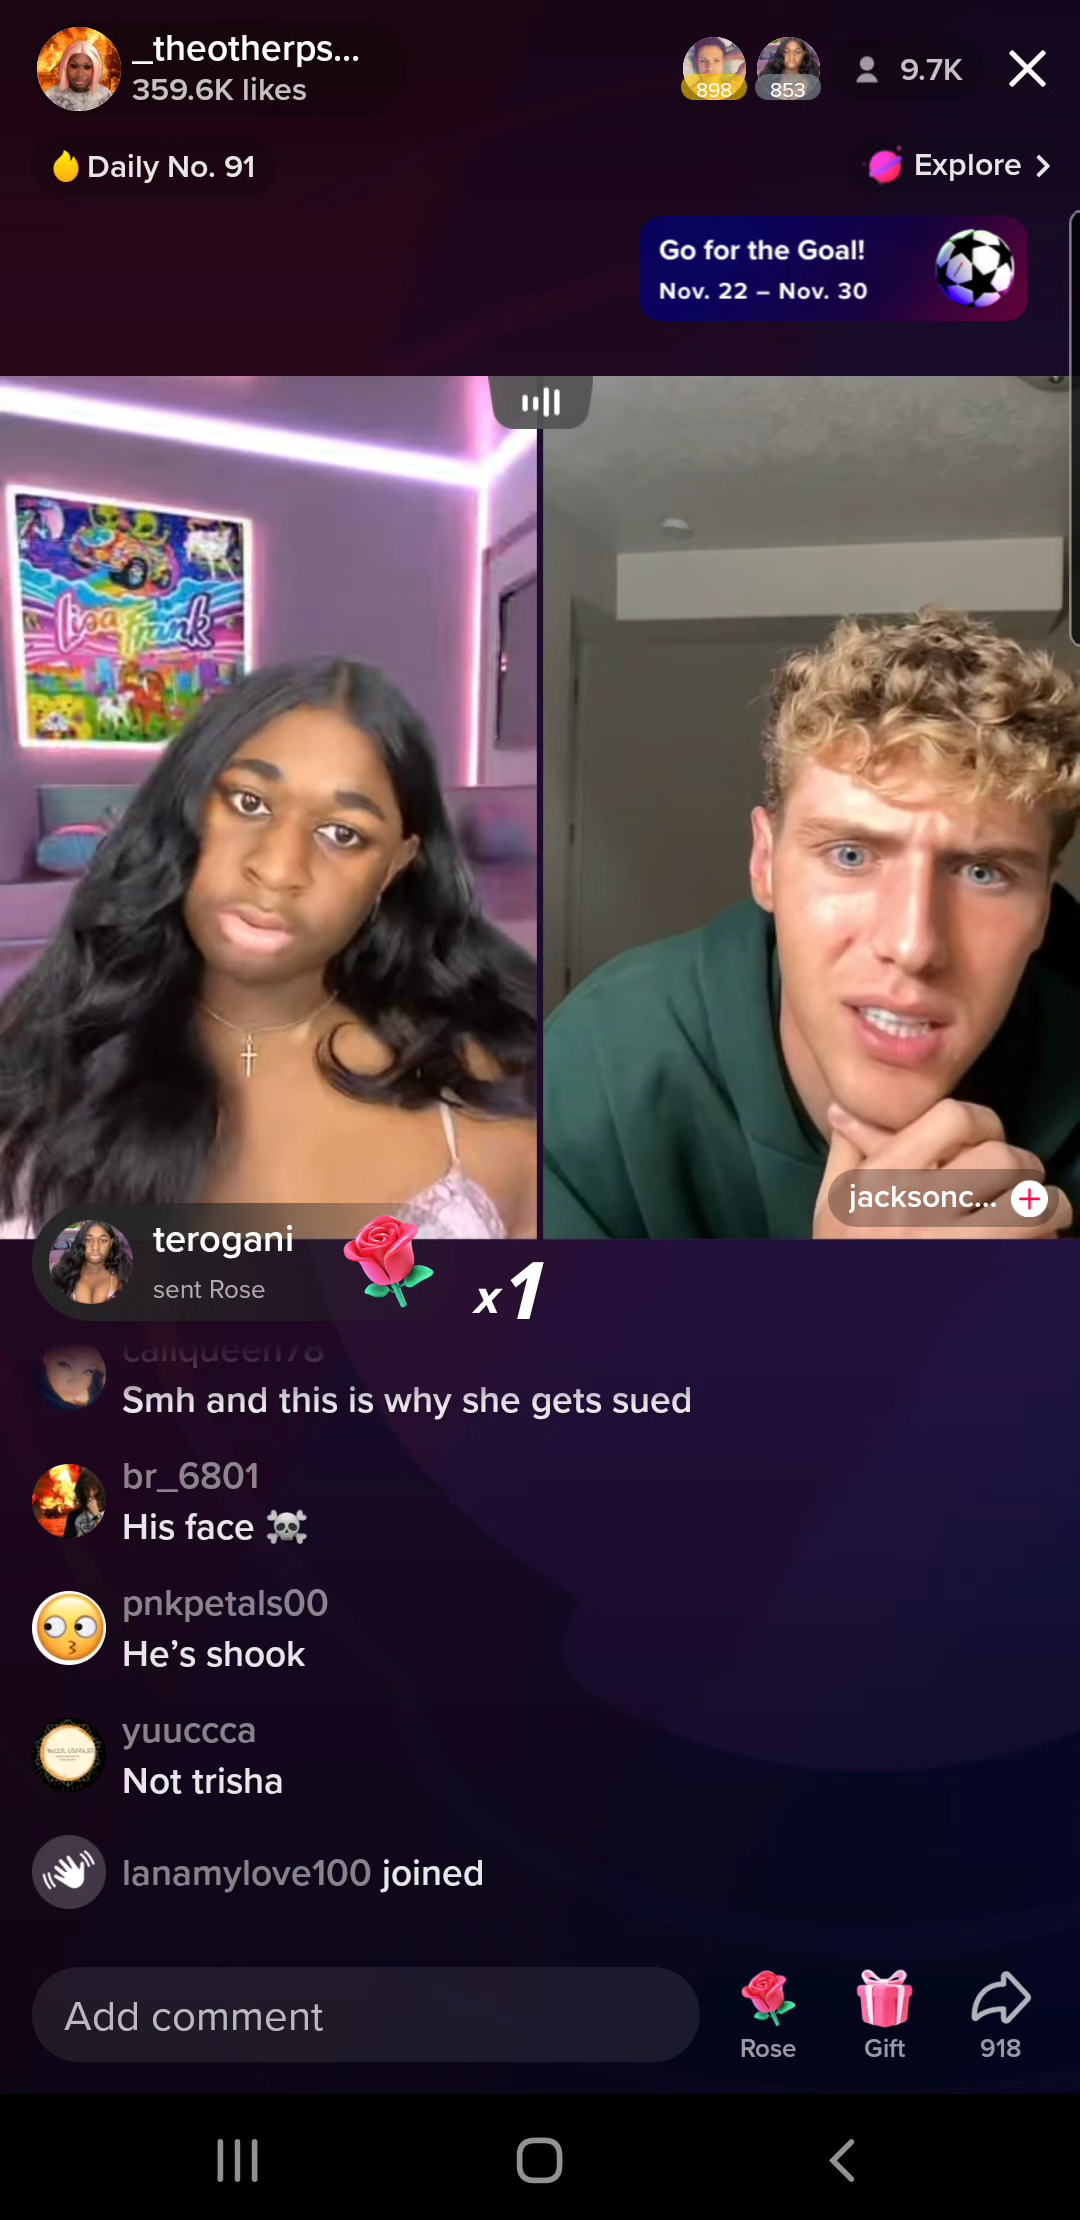 _theotherps...
359.6K likes
898
853
9.7K
Daily No. 91
Explore >
Go for the Goal!
Nov. 22 – Nov. 30
Lisa Frank
jacksonc...
terogani
sent Rose
x1
caliqueen78
Smh and this is why she gets sued
br_6801
His face ☠️
pnkpetals00
He's shook
yuuccca
Not trisha
lanamylove100 joined
Add comment
Rose
Gift
918